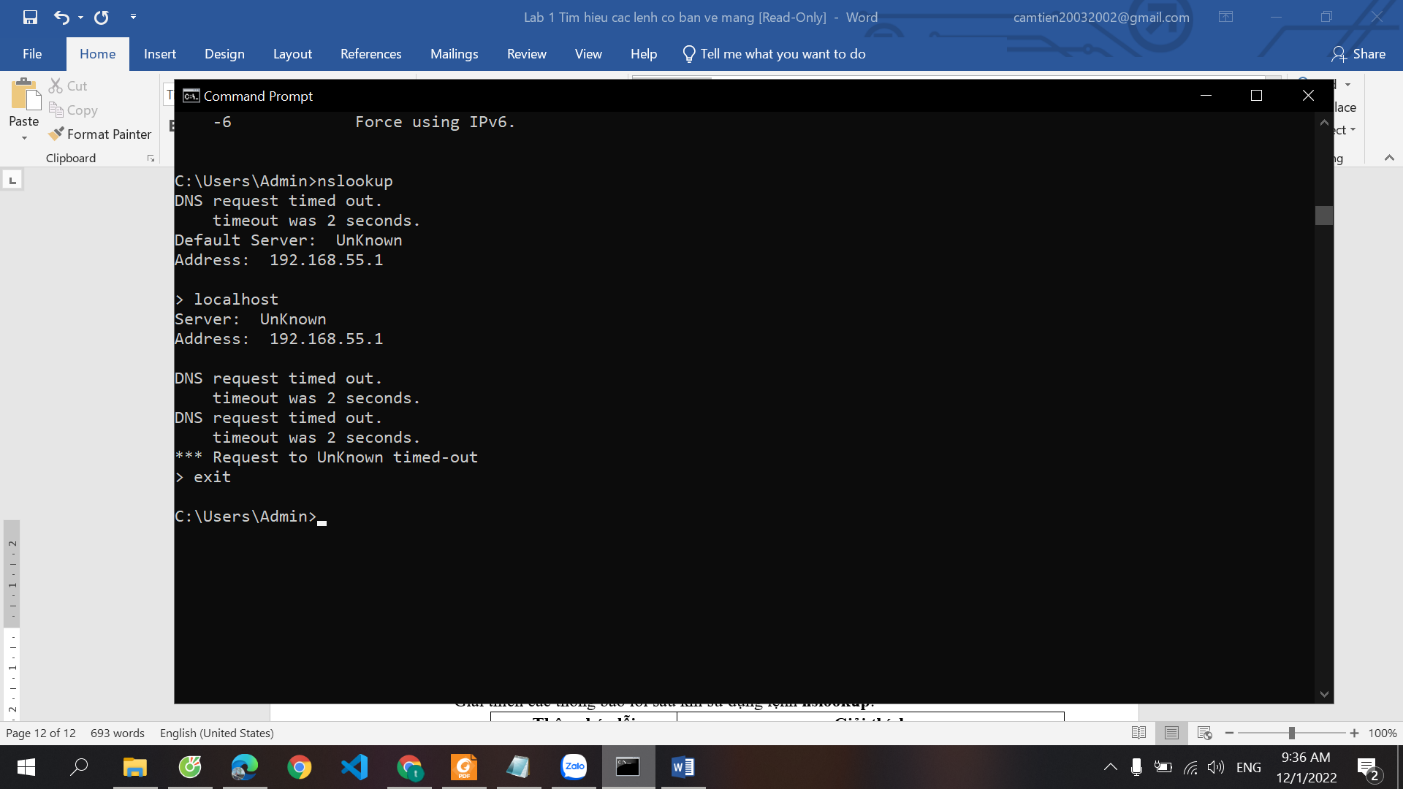 Lab 1 Tim hieu cac lenh co ban ve mang [Read-Only] - Word
camtien20032002@gmail.com
File Home Insert Design Layout References Mailings Review View Help Tell me what you want to do Share
Cut
Copy
Paste
Format Painter
Clipboard
Command Prompt
-6 Force using IPv6.
C:\Users\Admin>nslookup
DNS request timed out.
timeout was 2 seconds.
Default Server: UnKnown
Address: 192.168.55.1
> localhost
Server: UnKnown
Address: 192.168.55.1
DNS request timed out.
timeout was 2 seconds.
DNS request timed out.
timeout was 2 seconds.
*** Request to UnKnown timed-out
> exit
C:\Users\Admin>
nslookup
Page 12 of 12 693 words English (United States) 100%
PDF
Zalo
ENG
9:36 AM
12/1/2022
2